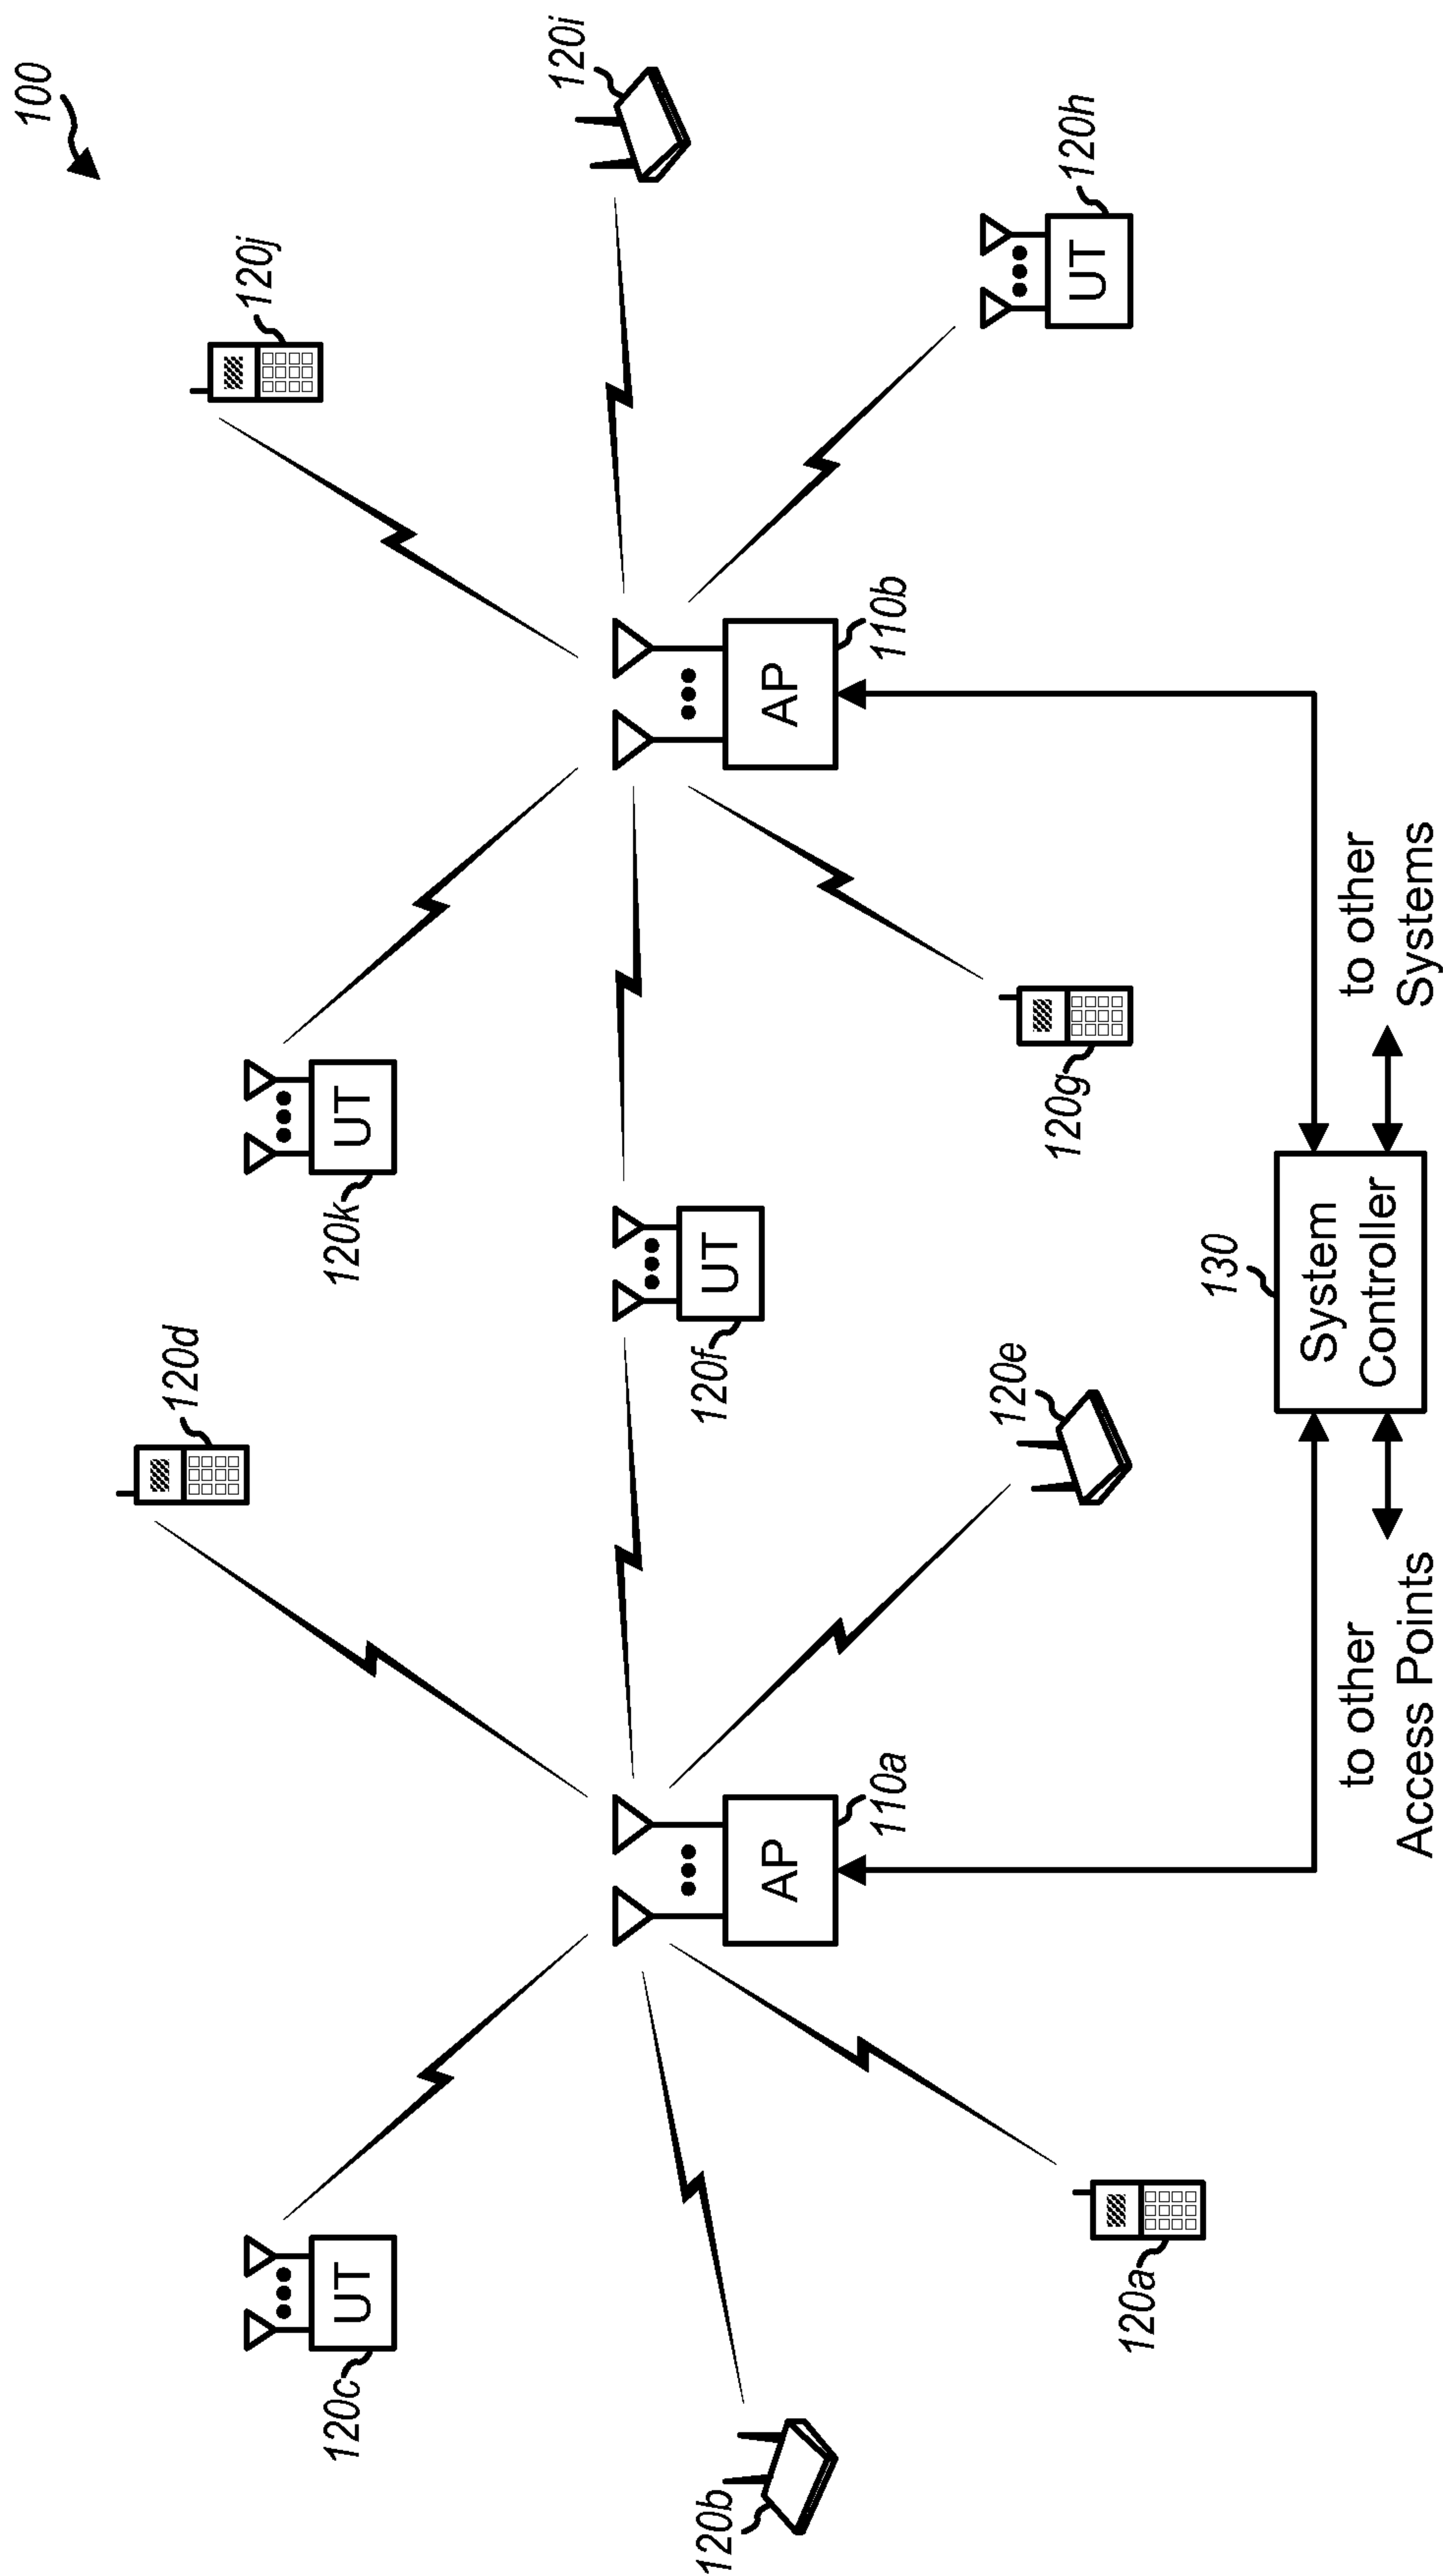 100
120d
120j
120i
120c
UT
120k
UT
120f
UT
120b
AP
110a
AP
110b
120h
UT
120e
120g
120a
130
System
Controller
to other
Access Points
to other
Systems